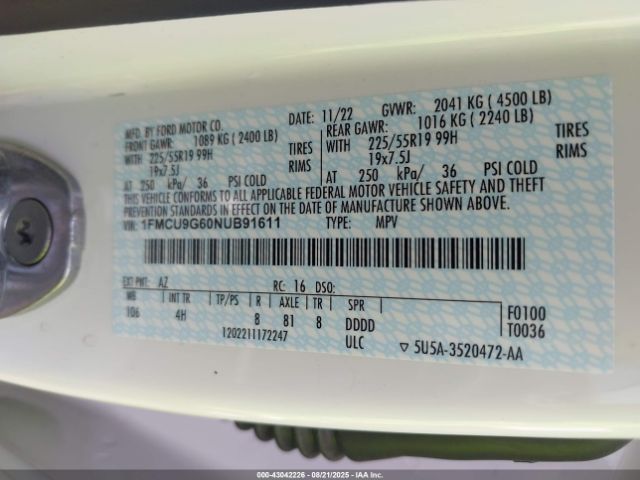 MFD. BY FORD MOTOR CO.
DATE: 11/22 GVWR: 2041 KG ( 4500 LB)
FRONT GAWR: 1089 KG ( 2400 LB)
REAR GAWR: 1016 KG ( 2240 LB)
WITH 225/55R19 99H TIRES
WITH 225/55R19 99H TIRES
19x7.5J RIMS
19x7.5J RIMS
AT 250 kPa/ 36 PSI COLD
AT 250 kPa/ 36 PSI COLD
THIS VEHICLE CONFORMS TO ALL APPLICABLE FEDERAL MOTOR VEHICLE SAFETY AND THEFT
PREVENTION STANDARDS IN EFFECT ON THE DATE OF MANUFACTURE SHOWN ABOVE.
VIN: 1FMCU9G60NUB91611 TYPE: MPV
EXT PNT: AZ RC: 16 DSO:
WB INT TR TP/PS R AXLE TR SPR
106 4H 8 81 8 DDDD
F0100
T0036
1202211172247 ULC ▽ 5U5A-3520472-AA
000-43042226 - 08/21/2025 - IAA Inc.